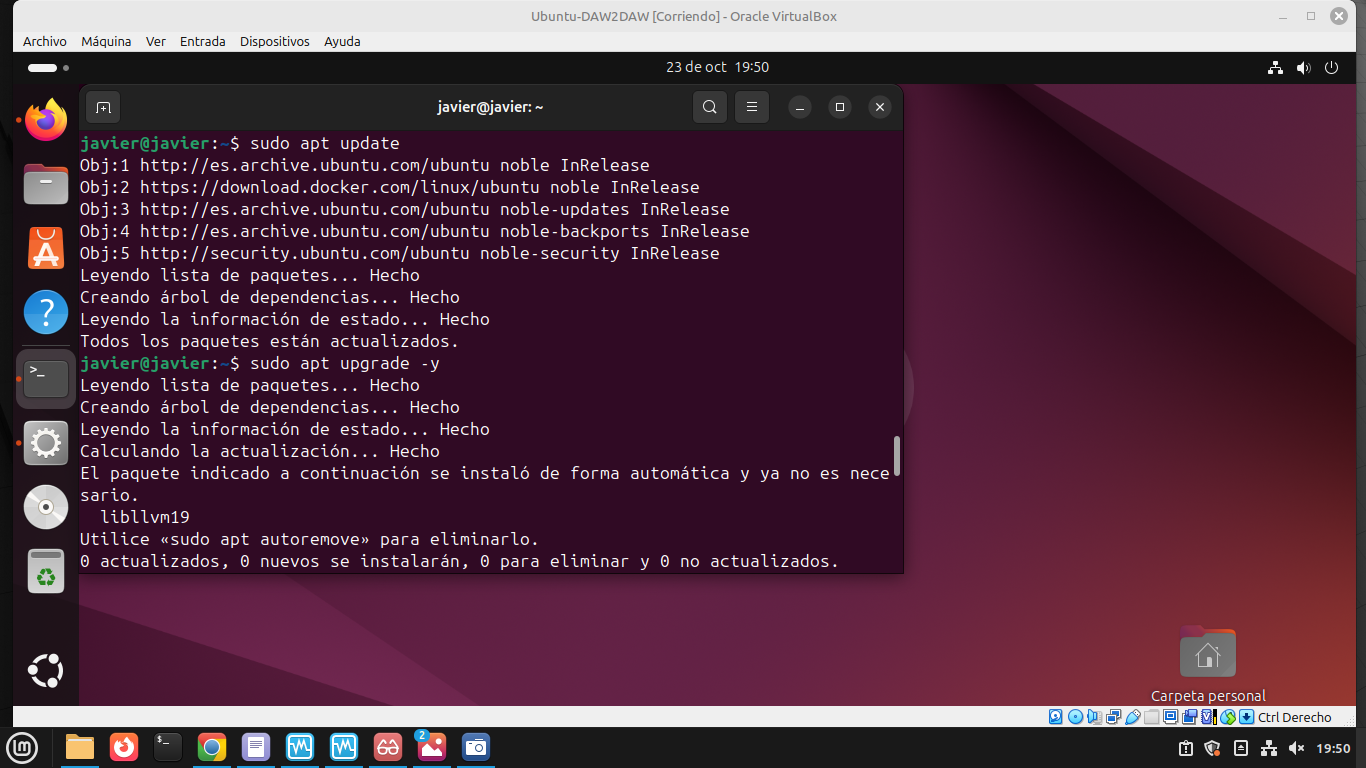 Ubuntu-DAW2DAW [Corriendo] - Oracle VirtualBox
Archivo Máquina Ver Entrada Dispositivos Ayuda
23 de oct 19:50
javier@javier: ~
javier@javier:~$ sudo apt update
Obj:1 http://es.archive.ubuntu.com/ubuntu noble InRelease
Obj:2 https://download.docker.com/linux/ubuntu noble InRelease
Obj:3 http://es.archive.ubuntu.com/ubuntu noble-updates InRelease
Obj:4 http://es.archive.ubuntu.com/ubuntu noble-backports InRelease
Obj:5 http://security.ubuntu.com/ubuntu noble-security InRelease
Leyendo lista de paquetes... Hecho
Creando árbol de dependencias... Hecho
Leyendo la información de estado... Hecho
Todos los paquetes están actualizados.
javier@javier:~$ sudo apt upgrade -y
Leyendo lista de paquetes... Hecho
Creando árbol de dependencias... Hecho
Leyendo la información de estado... Hecho
Calculando la actualización... Hecho
El paquete indicado a continuación se instaló de forma automática y ya no es nece
sario.
  libllvm19
Utilice «sudo apt autoremove» para eliminarlo.
0 actualizados, 0 nuevos se instalarán, 0 para eliminar y 0 no actualizados.
Carpeta personal
Ctrl Derecho
2
19:50